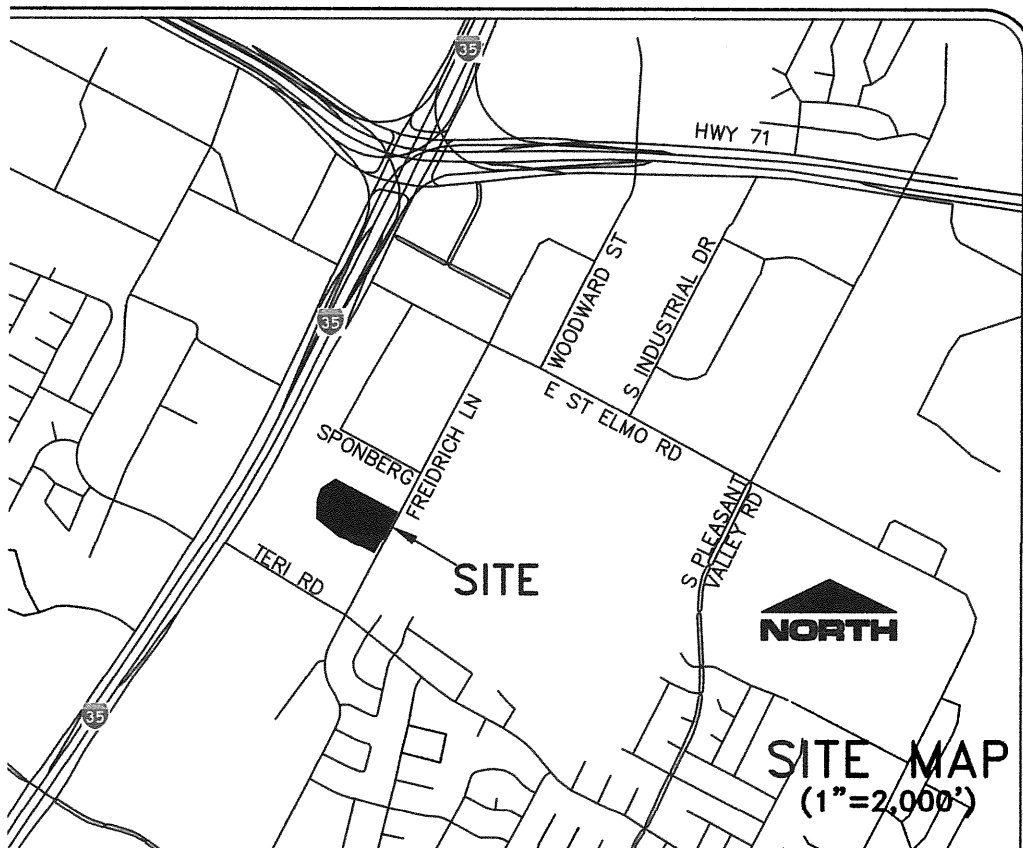 35
HWY 71
35
WOODWARD ST
S INDUSTRIAL DR
E ST ELMO RD
FREIDRICH LN
SPONBERG
S PLEASANT
VALLEY RD
TERI RD
SITE
NORTH
35
SITE MAP
(1"=2,000')